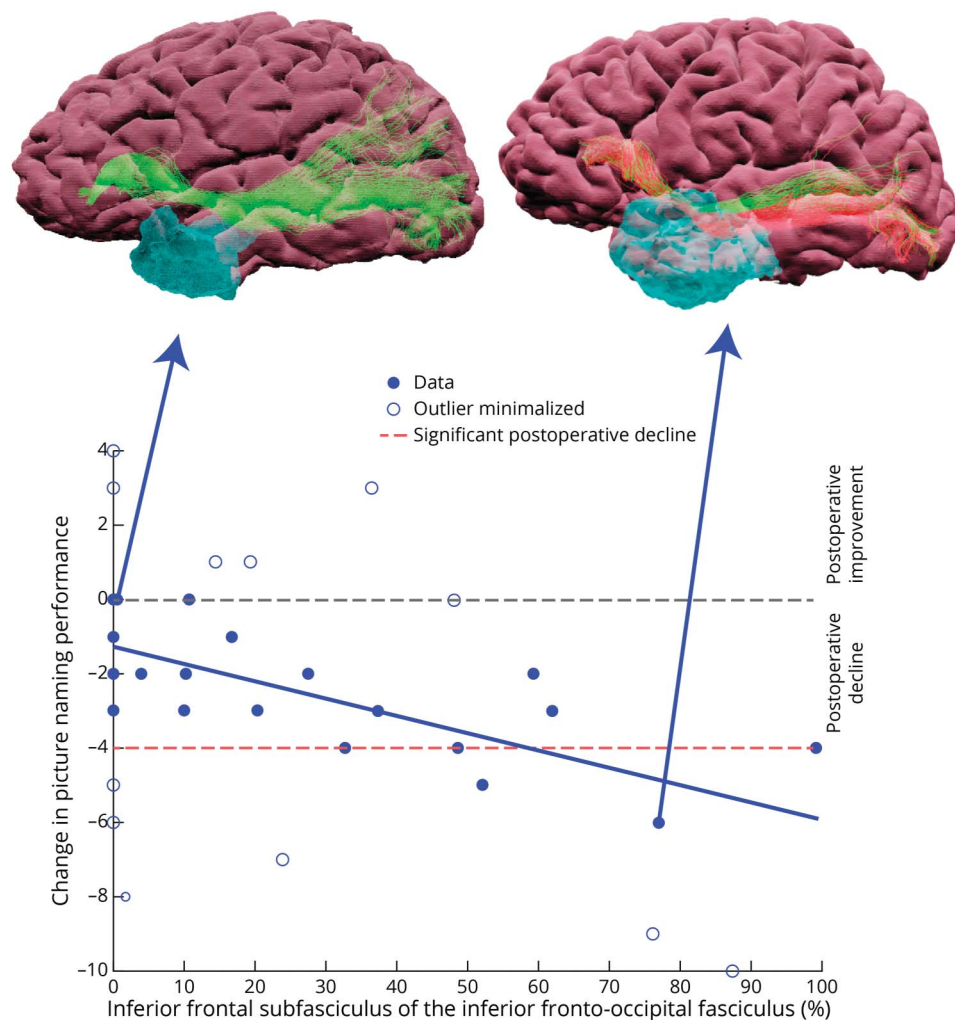 Data
Outlier minimalized
Significant postoperative decline
4
2
0
−2
−4
−6
−8
−10
Change in picture naming performance
Postoperative
improvement
Postoperative
decline
0 10 20 30 40 50 60 70 80 90 100
Inferior frontal subfasciculus of the inferior fronto-occipital fasciculus (%)